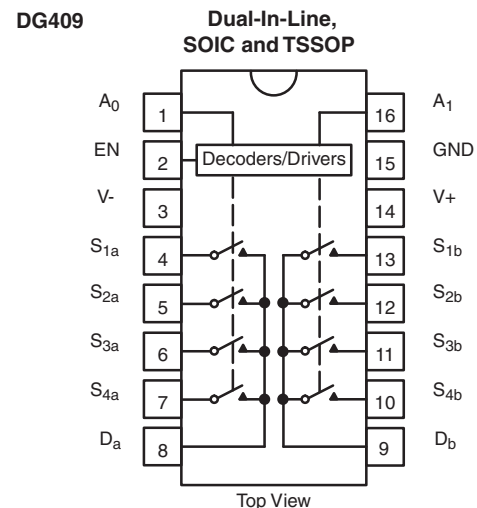 DG409
Dual-In-Line,
SOIC and TSSOP
A0 1 16 A1
EN 2 Decoders/Drivers 15 GND
V- 3 14 V+
S1a 4 13 S1b
S2a 5 12 S2b
S3a 6 11 S3b
S4a 7 10 S4b
Da 8 9 Db
Top View